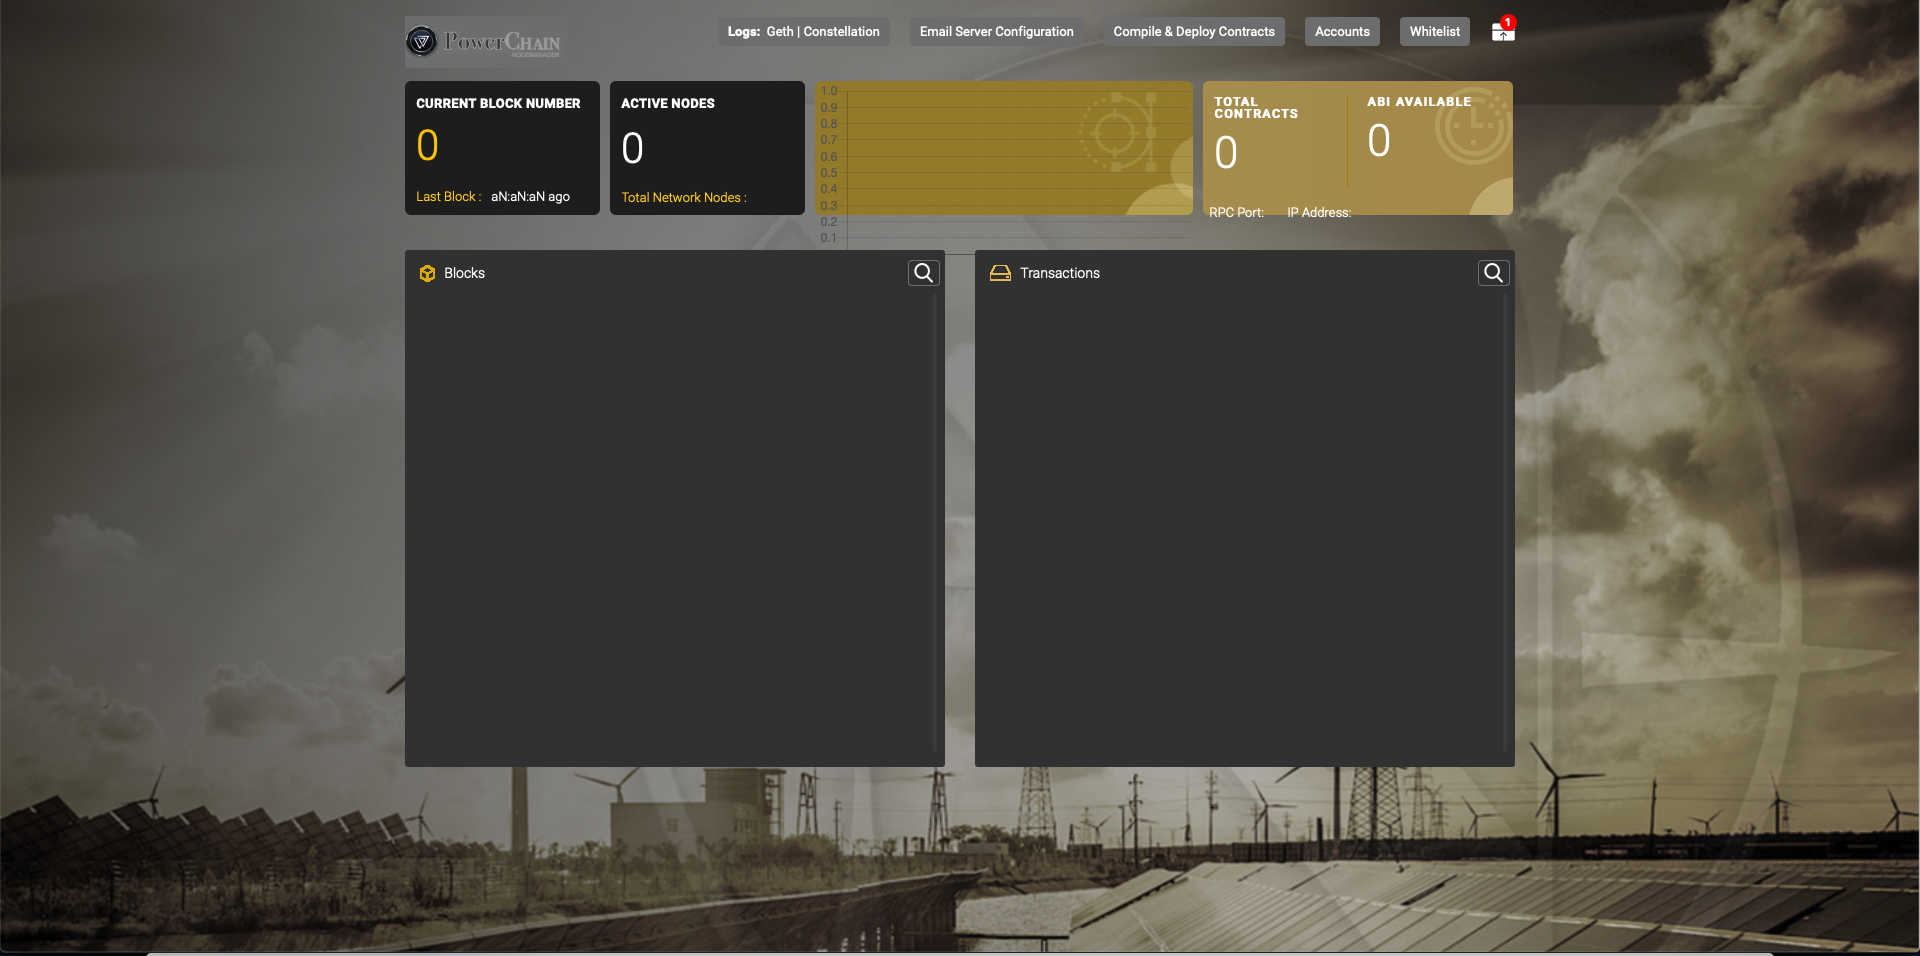 PowerChain
NODEMANAGER
Logs: Geth | Constellation
Email Server Configuration
Compile & Deploy Contracts
Accounts
Whitelist
1
CURRENT BLOCK NUMBER
0
Last Block : aN:aN:aN ago
ACTIVE NODES
0
Total Network Nodes :
1.0
0.9
0.8
0.7
0.6
0.5
0.4
0.3
0.2
0.1
TOTAL
CONTRACTS
0
ABI AVAILABLE
0
RPC Port: IP Address:
Blocks
Transactions